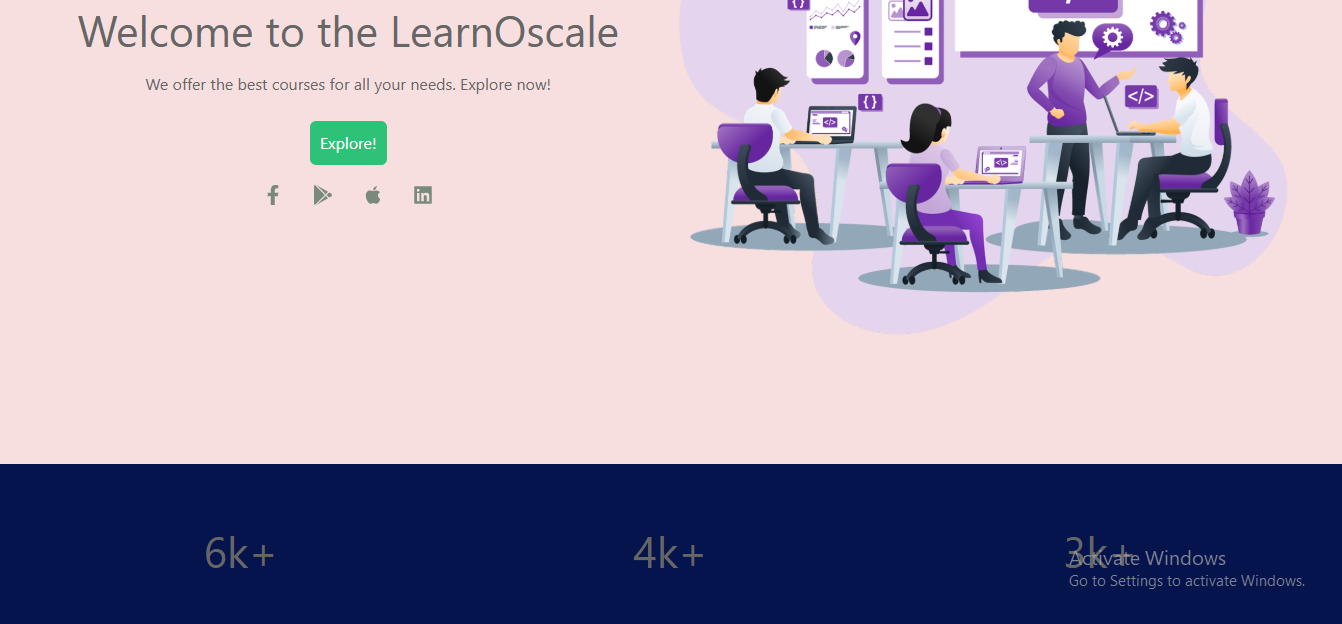 Welcome to the LearnOscale
We offer the best courses for all your needs. Explore now!
Explore!
{ }
{ }
</>
</>
</>
6k+
4k+
3k+
Activate Windows
Go to Settings to activate Windows.